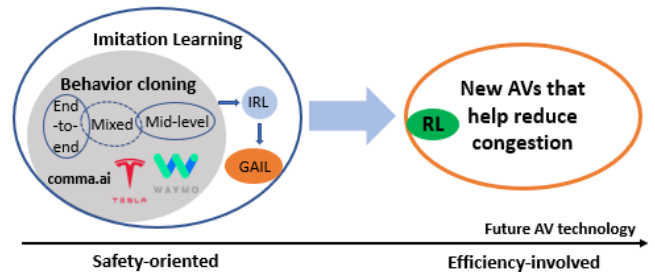 Imitation Learning
Behavior cloning
End
-to-
end
Mixed
Mid-level
IRL
GAIL
comma.ai
TESLA
WAYMO
New AVs that
help reduce
congestion
RL
Future AV technology
Safety-oriented
Efficiency-involved